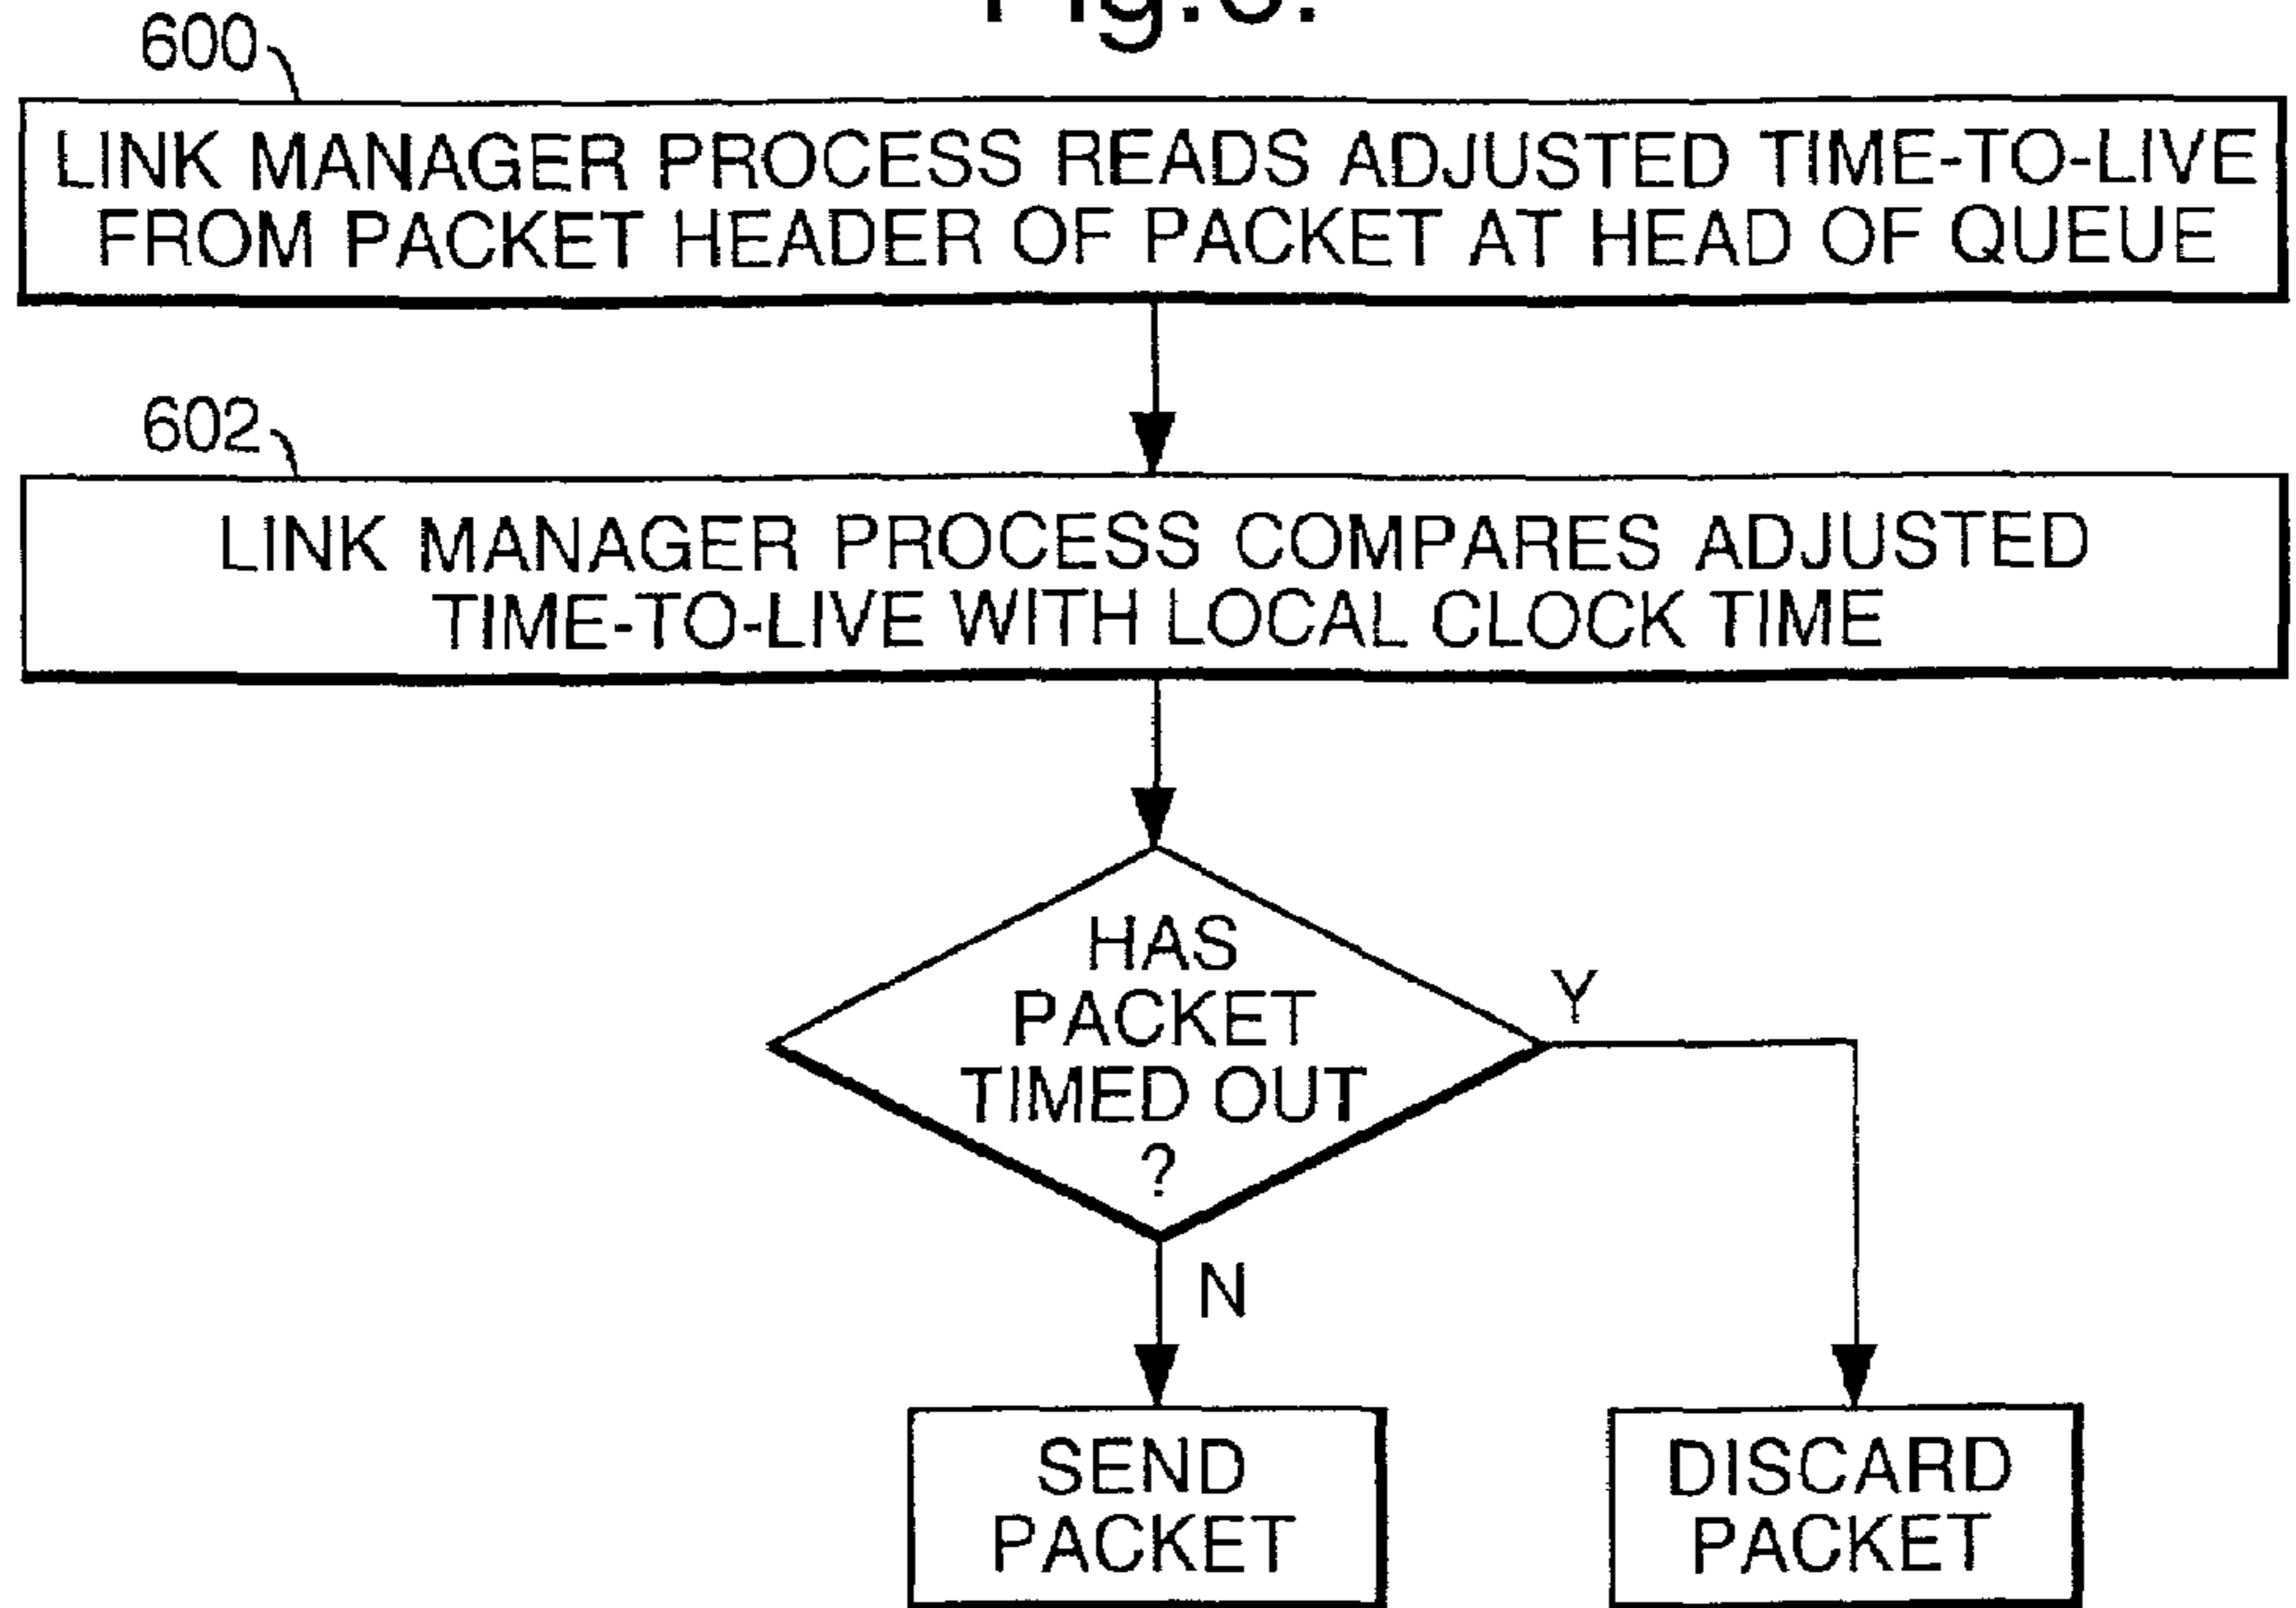 600
LINK MANAGER PROCESS READS ADJUSTED TIME-TO-LIVE
FROM PACKET HEADER OF PACKET AT HEAD OF QUEUE
602
LINK MANAGER PROCESS COMPARES ADJUSTED
TIME-TO-LIVE WITH LOCAL CLOCK TIME
HAS
PACKET
TIMED OUT
?
Y
N
SEND
PACKET
DISCARD
PACKET